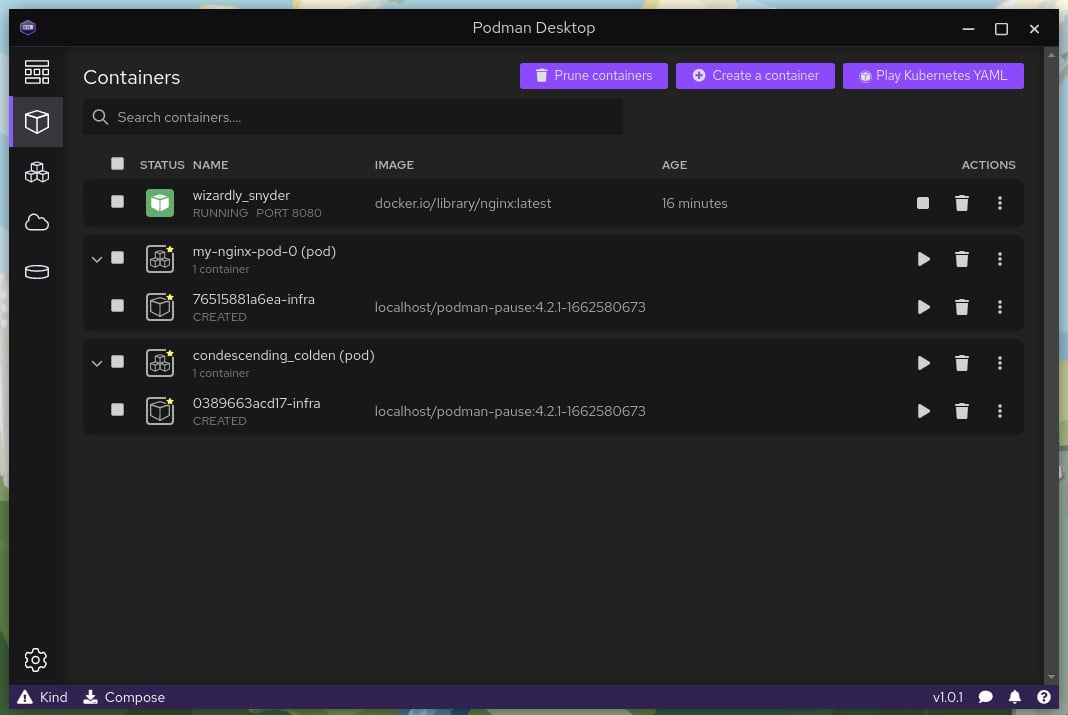 Podman Desktop
Containers
Prune containers
Create a container
Play Kubernetes YAML
Search containers....
STATUS NAME IMAGE AGE ACTIONS
wizardly_snyder
RUNNING PORT 8080
docker.io/library/nginx:latest
16 minutes
my-nginx-pod-0 (pod)
1 container
76515881a6ea-infra
CREATED
localhost/podman-pause:4.2.1-1662580673
condescending_colden (pod)
1 container
0389663acd17-infra
CREATED
localhost/podman-pause:4.2.1-1662580673
Kind Compose v1.0.1